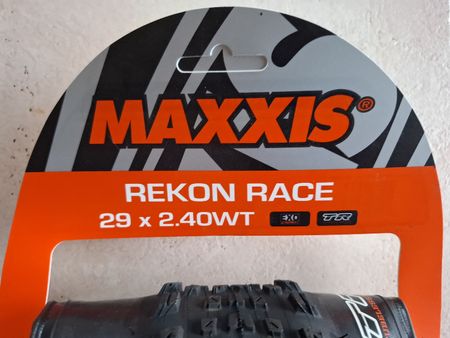 MAXXIS®
REKON RACE
29 x 2.40WT EXO TR